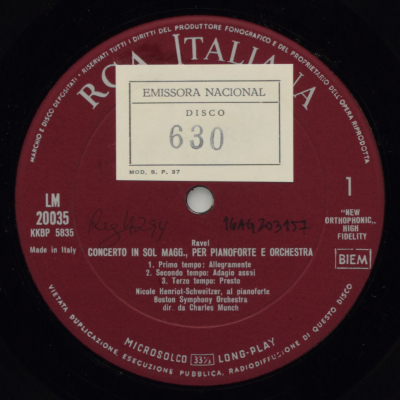 RISERVATI TUTTI I DIRITTI DEL PRODUTTORE FONOGRAFICO E DEL PROPRIETARIO DELL'OPERA RIPRODOTTA
MARCHIO E DISCO DEPOSITATI
RCA ITALIANA
EMISSORA NACIONAL
DISCO
630
MOD. G. P. 57
LM
20035
KKBP 5835
Made in Italy
1
"NEW
ORTHOPHONIC"
HIGH
FIDELITY
BIEM
Ravel
CONCERTO IN SOL MAGG., PER PIANOFORTE E ORCHESTRA
1. Primo tempo: Allegramente
2. Secondo tempo: Adagio assai
3. Terzo tempo: Presto
Nicole Henriot-Schweitzer, al pianoforte
Boston Symphony Orchestra
dir. da Charles Munch
MICROSOLCO 33⅓ LONG-PLAY
VIETATA DUPLICAZIONE, ESECUZIONE PUBBLICA, RADIODIFFUSIONE DI QUESTO DISCO